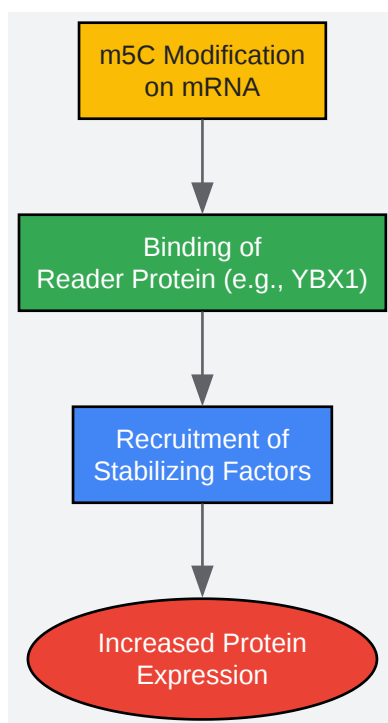 m5C Modification
on mRNA
Binding of
Reader Protein (e.g., YBX1)
Recruitment of
Stabilizing Factors
Increased Protein
Expression